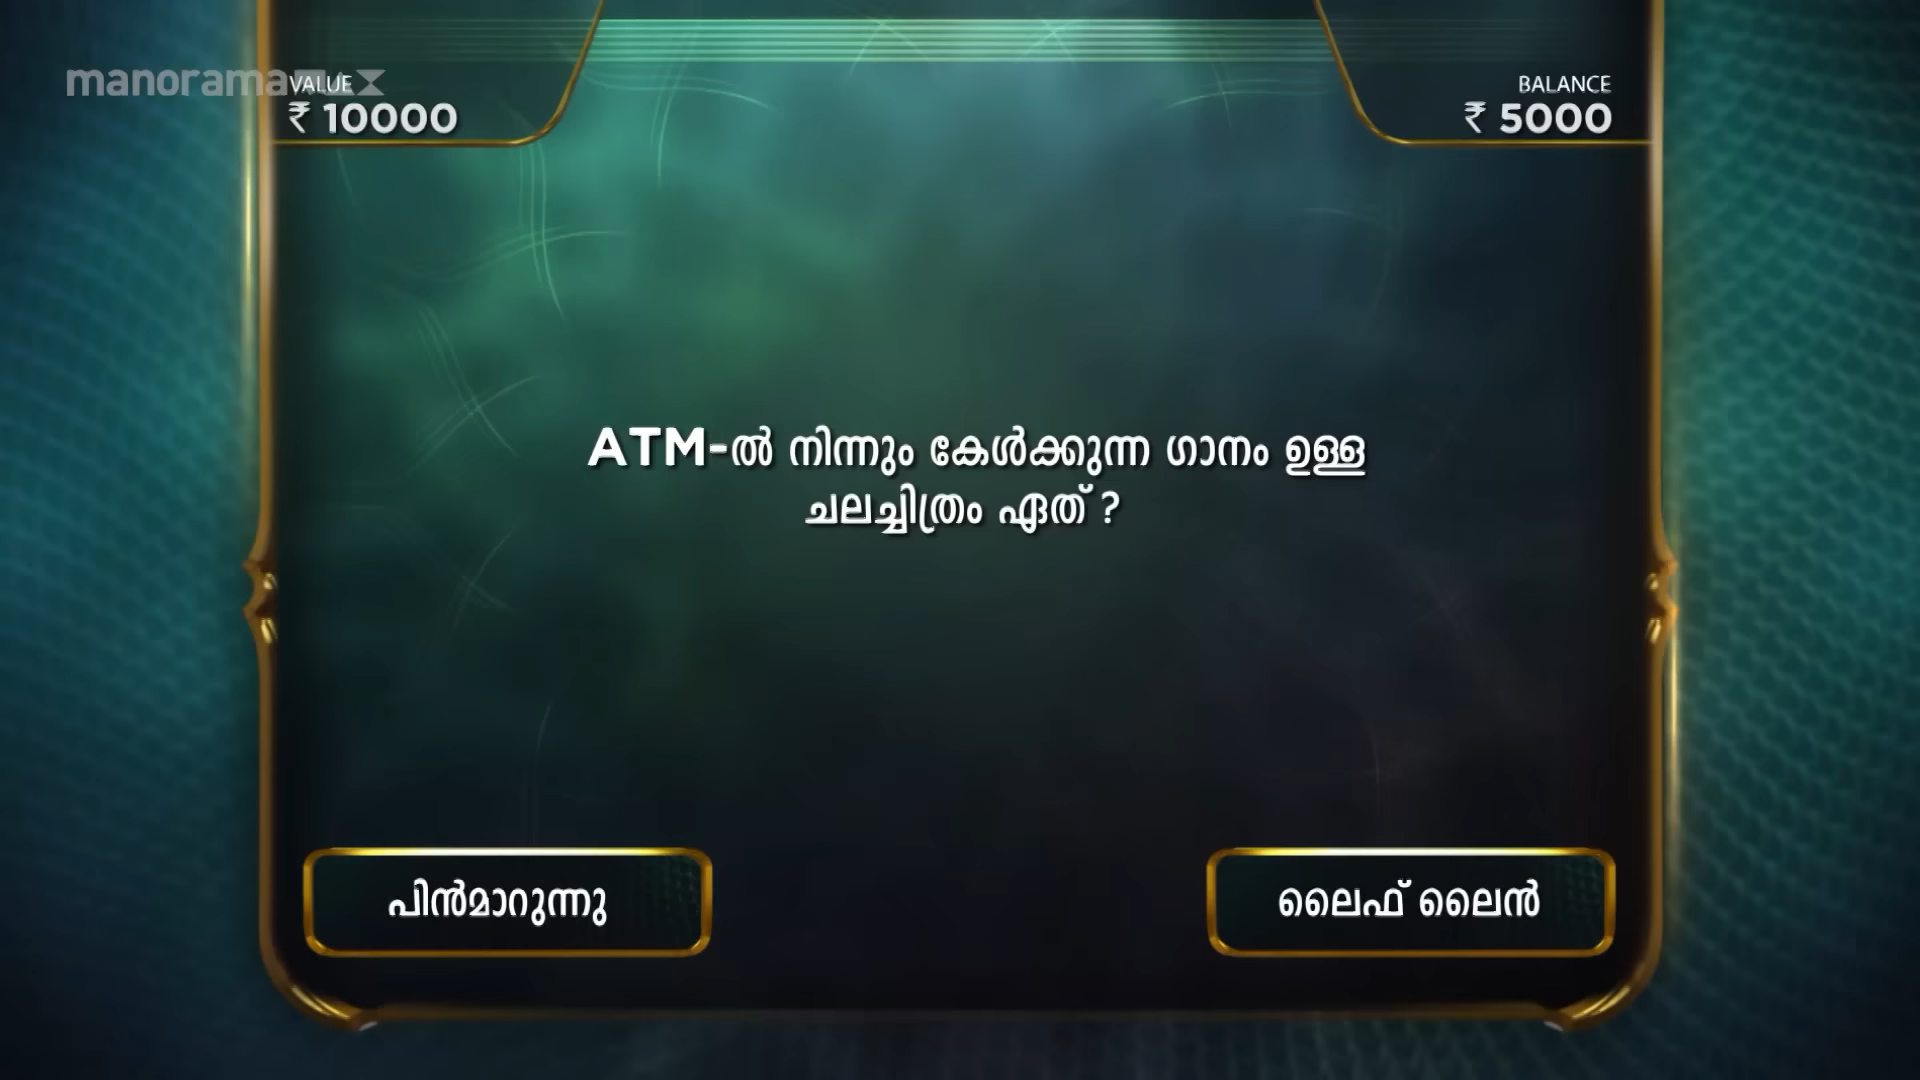 manorama
VALUE
₹ 10000
BALANCE
₹ 5000
ATM-ൽ നിന്നും കേൾക്കുന്ന ഗാനം ഉള്ള
ചലച്ചിത്രം ഏത് ?
പിൻമാറുന്നു
ലൈഫ് ലൈൻ